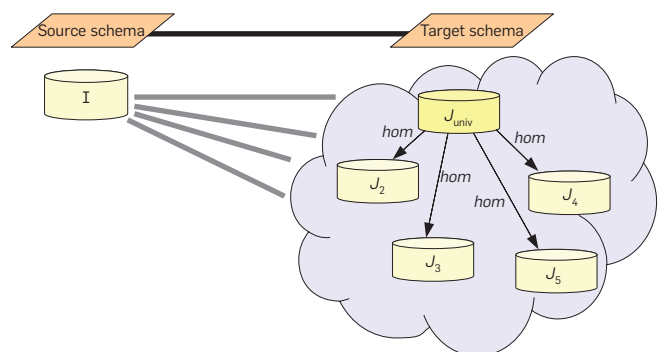 Source schema
Target schema
I
J_univ
hom
hom
J_2
hom
hom
J_4
J_3
J_5